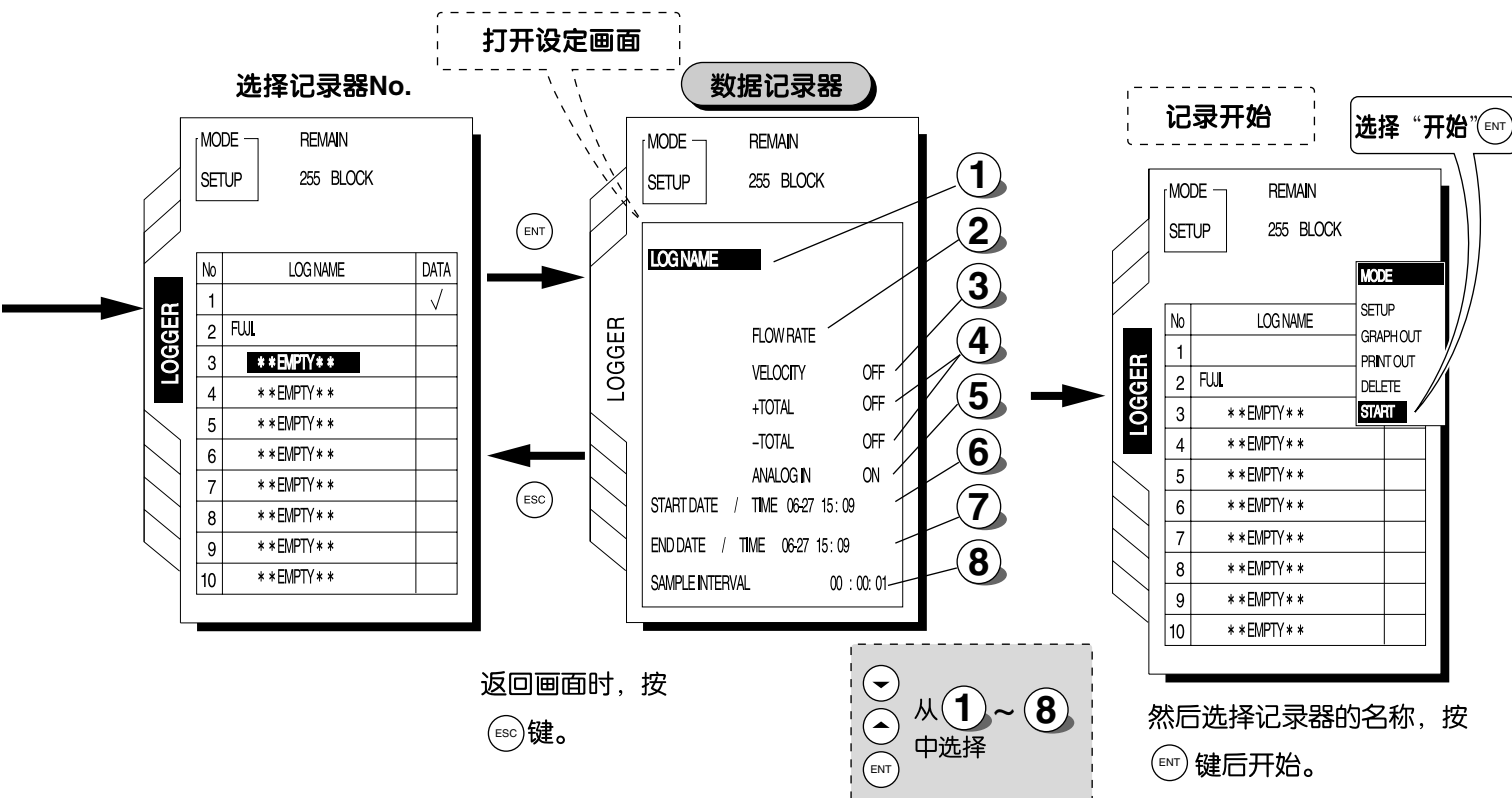 打开设定画面
选择记录器No.
MODE REMAIN
SETUP 255 BLOCK
LOGGER
No LOG NAME DATA
1 √
2 FUJI.
3 **EMPTY**
4 **EMPTY**
5 **EMPTY**
6 **EMPTY**
7 **EMPTY**
8 **EMPTY**
9 **EMPTY**
10 **EMPTY**
ENT
ESC
数据记录器
MODE REMAIN
SETUP 255 BLOCK
LOGGER
LOG NAME
FLOW RATE
VELOCITY OFF
+TOTAL OFF
−TOTAL OFF
ANALOG IN ON
START DATE / TIME 06-27 15:09
END DATE / TIME 06-27 15:09
SAMPLE INTERVAL 00:00:01
1
2
3
4
5
6
7
8
返回画面时，按
ESC 键。
从 1 ~ 8
中选择
ENT
记录开始
选择“开始” ENT
MODE REMAIN
SETUP 255 BLOCK
LOGGER
No LOG NAME
1
2 FUJI.
3 **EMPTY**
4 **EMPTY**
5 **EMPTY**
6 **EMPTY**
7 **EMPTY**
8 **EMPTY**
9 **EMPTY**
10 **EMPTY**
MODE
SETUP
GRAPH OUT
PRINT OUT
DELETE
START
然后选择记录器的名称，按
ENT 键后开始。